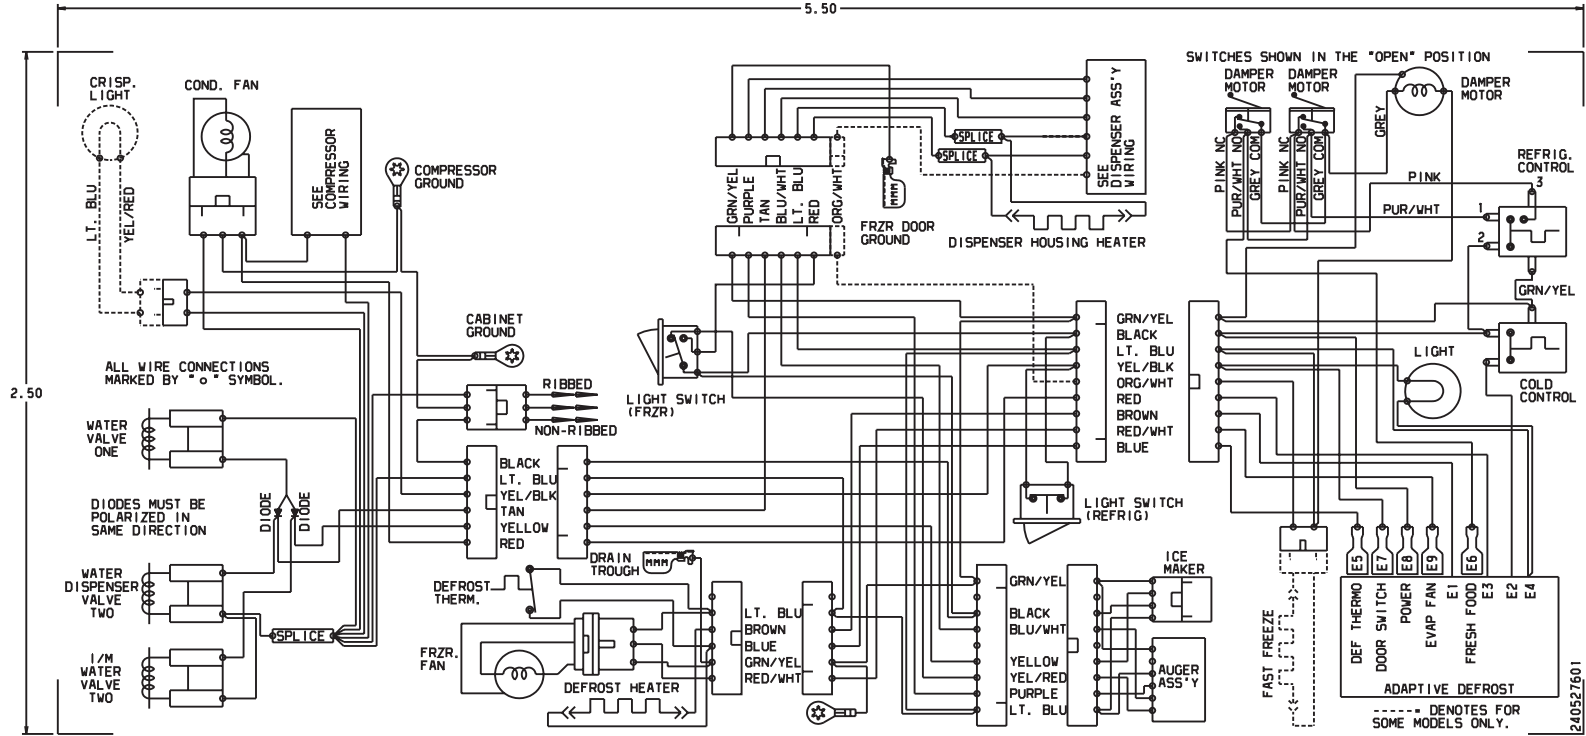 5.50
2.50
CRISP.
LIGHT
LT. BLU
YEL/RED
COND. FAN
SEE
COMPRESSOR
WIRING
COMPRESSOR
GROUND
CABINET
GROUND
ALL WIRE CONNECTIONS
MARKED BY "o" SYMBOL.
WATER
VALVE
ONE
DIODES MUST BE
POLARIZED IN
SAME DIRECTION
DIODE
DIODE
WATER
DISPENSER
VALVE
TWO
I/M
WATER
VALVE
TWO
SPLICE
RIBBED
NON-RIBBED
BLACK
LT. BLU
YEL/BLK
TAN
YELLOW
RED
GRN/YEL
PURPLE
TAN
BLU/WHT
LT. BLU
RED
ORG/WHT
SPLICE
SPLICE
SEE
DISPENSER ASS'Y
WIRING
FRZR DOOR
GROUND
DISPENSER HOUSING HEATER
LIGHT SWITCH
(FRZR)
DRAIN
TROUGH
DEFROST
THERM.
FRZR.
FAN
DEFROST HEATER
LT. BLU
BROWN
BLUE
GRN/YEL
RED/WHT
GRN/YEL
BLACK
LT. BLU
YEL/BLK
ORG/WHT
RED
BROWN
RED/WHT
BLUE
LIGHT SWITCH
(REFRIG)
GRN/YEL
BLACK
BLU/WHT
YELLOW
YEL/RED
PURPLE
LT. BLU
ICE
MAKER
AUGER
ASS'Y
SWITCHES SHOWN IN THE "OPEN" POSITION
DAMPER
MOTOR
DAMPER
MOTOR
DAMPER
MOTOR
PINK NC
PUR/WHT NO
GREY COM
PINK NC
PUR/WHT NO
GREY COM
GREY
PINK
PUR/WHT
REFRIG.
CONTROL
3
1
2
GRN/YEL
COLD
CONTROL
LIGHT
FAST FREEZE
E5
E7
E8
E9
E1
E6
E3
E2
E4
DEF THERMO
DOOR SWITCH
POWER
EVAP FAN
FRESH FOOD
ADAPTIVE DEFROST
---- DENOTES FOR
SOME MODELS ONLY.
240527601